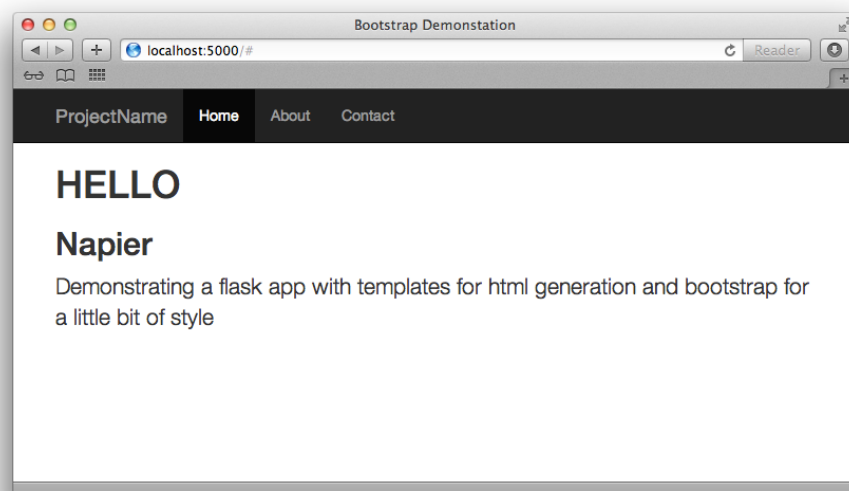 Bootstrap Demonstation
localhost:5000/#
Reader
ProjectName Home About Contact
HELLO
Napier
Demonstrating a flask app with templates for html generation and bootstrap for
a little bit of style